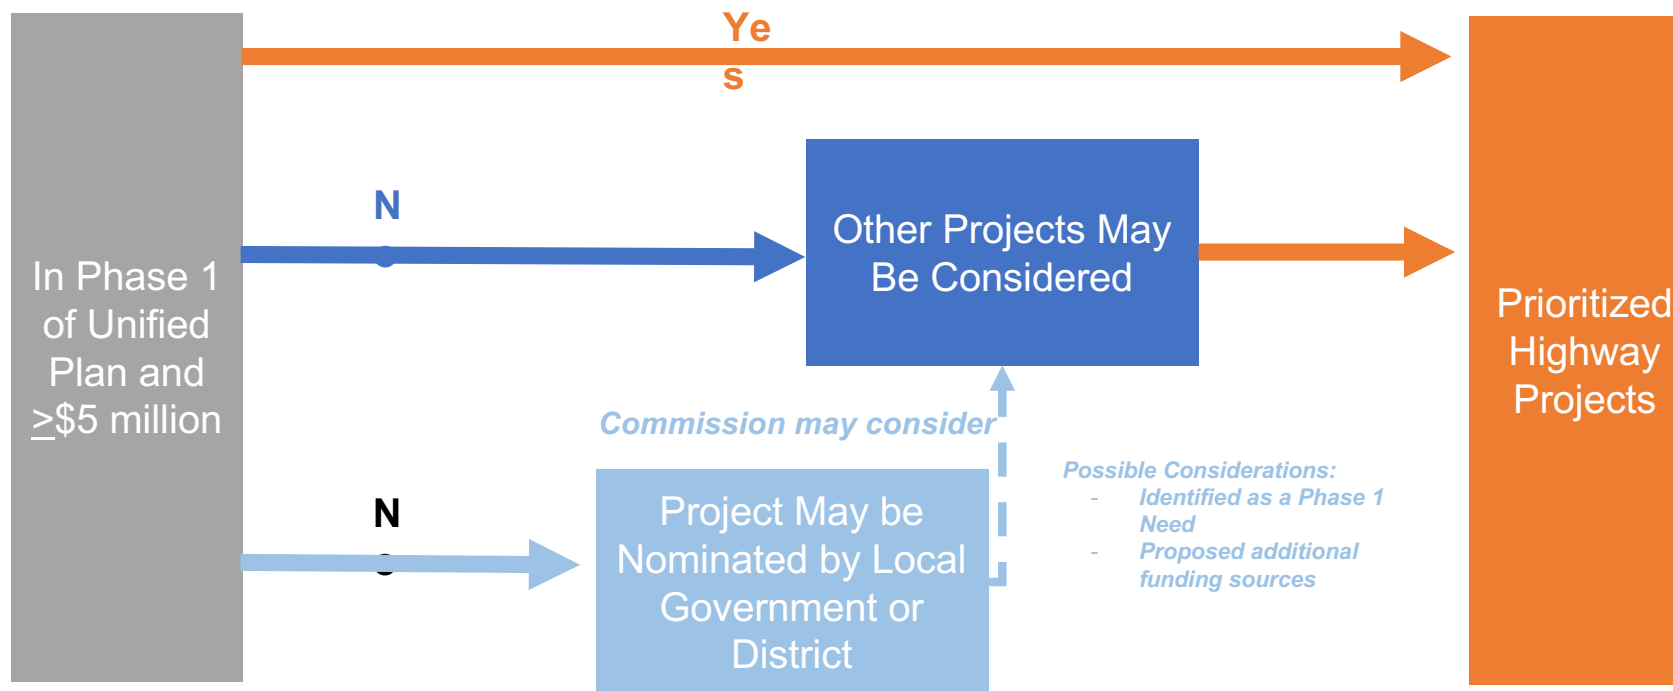 Ye
s
N
o
Other Projects May
Be Considered
In Phase 1
of Unified
Plan and
>$5 million
Prioritized
Highway
Projects
Commission may consider
Possible Considerations:
- Identified as a Phase 1
Need
- Proposed additional
funding sources
N
o
Project May be
Nominated by Local
Government or
District